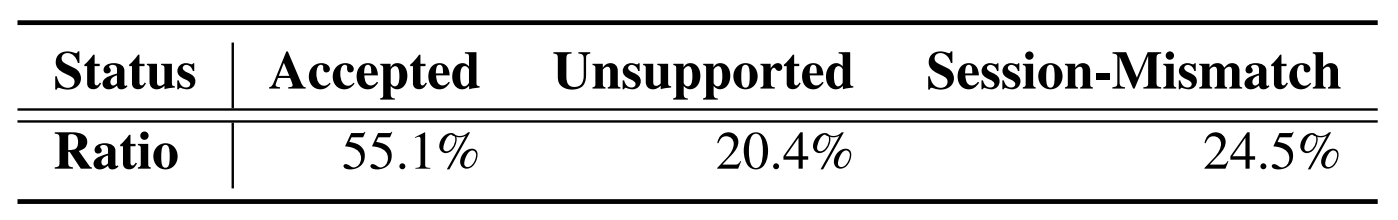 Status Accepted Unsupported Session-Mismatch
Ratio 55.1% 20.4% 24.5%